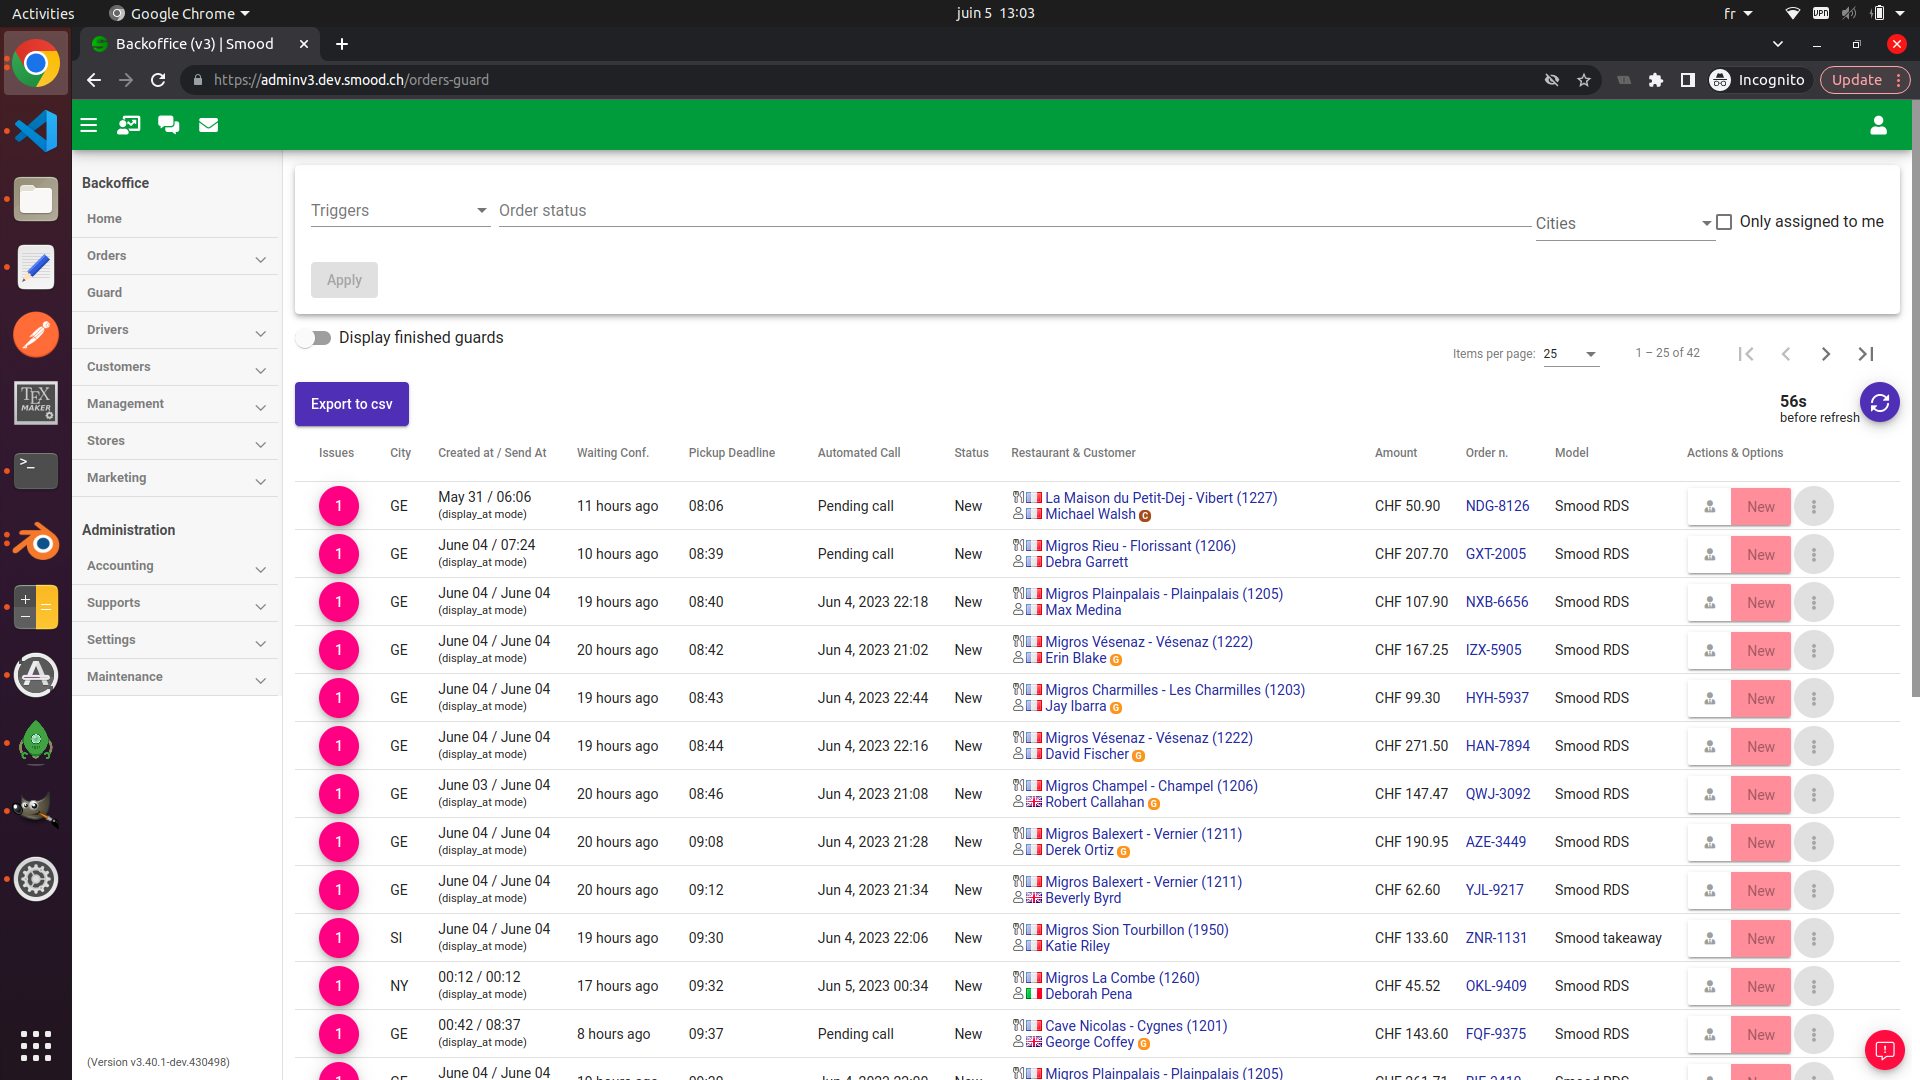 Activities
Google Chrome
juin 5 13:03
fr
VPN
Backoffice (v3) | Smood
https://adminv3.dev.smood.ch/orders-guard
Incognito
Update
Backoffice
Home
Orders
Guard
Drivers
Customers
Management
Stores
Marketing
Administration
Accounting
Supports
Settings
Maintenance
(Version v3.40.1-dev.430498)
Triggers
Order status
Cities
Only assigned to me
Apply
Display finished guards
Items per page: 25
1 – 25 of 42
Export to csv
56s
before refresh
Issues City Created at / Send At Waiting Conf. Pickup Deadline Automated Call Status Restaurant & Customer Amount Order n. Model Actions & Options
1 GE May 31 / 06:06 (display_at mode) 11 hours ago 08:06 Pending call New La Maison du Petit-Dej - Vibert (1227) Michael Walsh C CHF 50.90 NDG-8126 Smood RDS New
1 GE June 04 / 07:24 (display_at mode) 10 hours ago 08:39 Pending call New Migros Rieu - Florissant (1206) Debra Garrett CHF 207.70 GXT-2005 Smood RDS New
1 GE June 04 / June 04 (display_at mode) 19 hours ago 08:40 Jun 4, 2023 22:18 New Migros Plainpalais - Plainpalais (1205) Max Medina CHF 107.90 NXB-6656 Smood RDS New
1 GE June 04 / June 04 (display_at mode) 20 hours ago 08:42 Jun 4, 2023 21:02 New Migros Vésenaz - Vésenaz (1222) Erin Blake G CHF 167.25 IZX-5905 Smood RDS New
1 GE June 04 / June 04 (display_at mode) 19 hours ago 08:43 Jun 4, 2023 22:44 New Migros Charmilles - Les Charmilles (1203) Jay Ibarra G CHF 99.30 HYH-5937 Smood RDS New
1 GE June 04 / June 04 (display_at mode) 19 hours ago 08:44 Jun 4, 2023 22:16 New Migros Vésenaz - Vésenaz (1222) David Fischer G CHF 271.50 HAN-7894 Smood RDS New
1 GE June 03 / June 04 (display_at mode) 20 hours ago 08:46 Jun 4, 2023 21:08 New Migros Champel - Champel (1206) Robert Callahan G CHF 147.47 QWJ-3092 Smood RDS New
1 GE June 04 / June 04 (display_at mode) 20 hours ago 09:08 Jun 4, 2023 21:28 New Migros Balexert - Vernier (1211) Derek Ortiz G CHF 190.95 AZE-3449 Smood RDS New
1 GE June 04 / June 04 (display_at mode) 20 hours ago 09:12 Jun 4, 2023 21:34 New Migros Balexert - Vernier (1211) Beverly Byrd CHF 62.60 YJL-9217 Smood RDS New
1 SI June 04 / June 04 (display_at mode) 19 hours ago 09:30 Jun 4, 2023 22:06 New Migros Sion Tourbillon (1950) Katie Riley CHF 133.60 ZNR-1131 Smood takeaway New
1 NY 00:12 / 00:12 (display_at mode) 17 hours ago 09:32 Jun 5, 2023 00:34 New Migros La Combe (1260) Deborah Pena CHF 45.52 OKL-9409 Smood RDS New
1 GE 00:42 / 08:37 (display_at mode) 8 hours ago 09:37 Pending call New Cave Nicolas - Cygnes (1201) George Coffey G CHF 143.60 FQF-9375 Smood RDS New
June 04 / June 04 Migros Plainpalais - Plainpalais (1205)